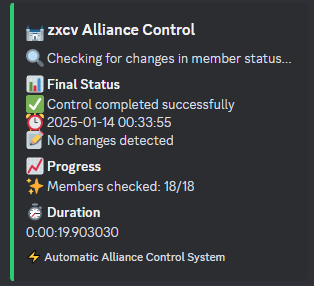 zxcv Alliance Control
Checking for changes in member status...
Final Status
Control completed successfully
2025-01-14 00:33:55
No changes detected
Progress
Members checked: 18/18
Duration
0:00:19.903030
Automatic Alliance Control System